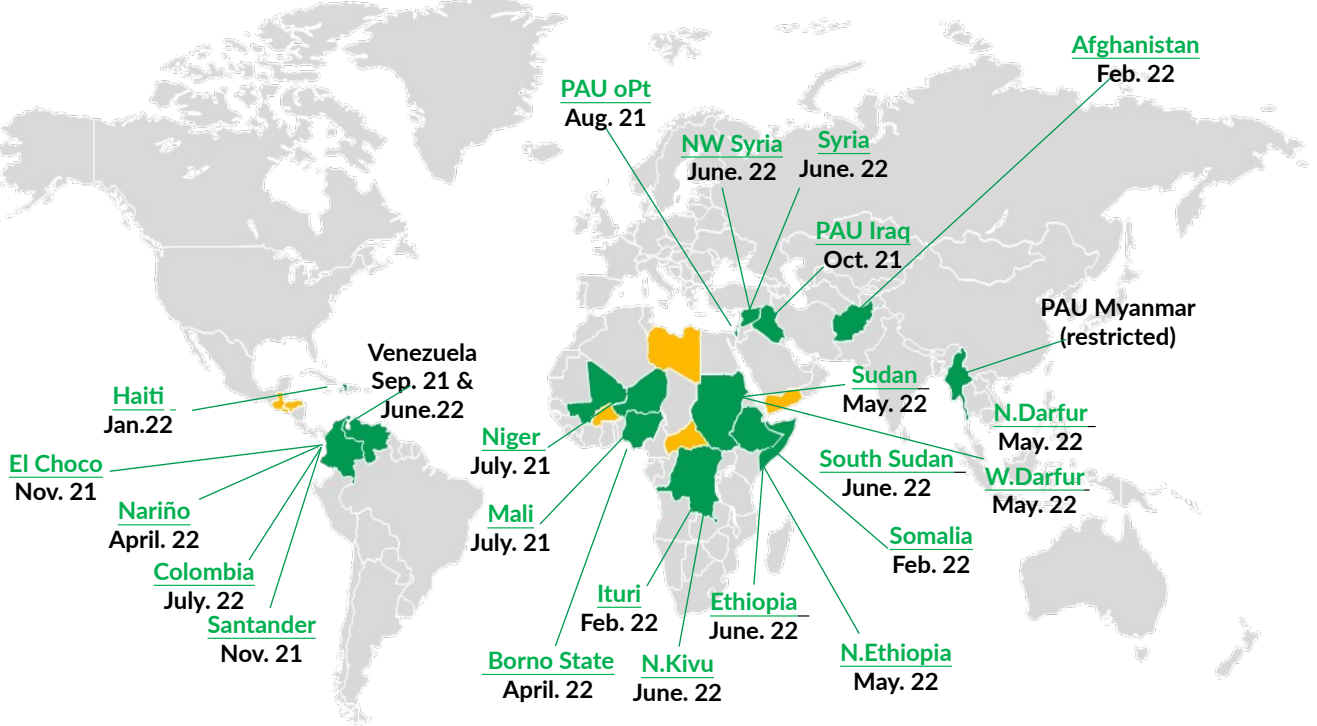 Afghanistan
Feb. 22
PAU oPt
Aug. 21
NW Syria
June. 22
Syria
June. 22
PAU Iraq
Oct. 21
PAU Myanmar
(restricted)
Venezuela
Sep. 21 &
June.22
Haiti
Jan.22
Sudan
May. 22
N.Darfur
May. 22
Niger
July. 21
El Choco
Nov. 21
South Sudan
June. 22
W.Darfur
May. 22
Nariño
April. 22
Mali
July. 21
Somalia
Feb. 22
Colombia
July. 22
Ituri
Feb. 22
Ethiopia
June. 22
Santander
Nov. 21
Borno State
April. 22
N.Kivu
June. 22
N.Ethiopia
May. 22